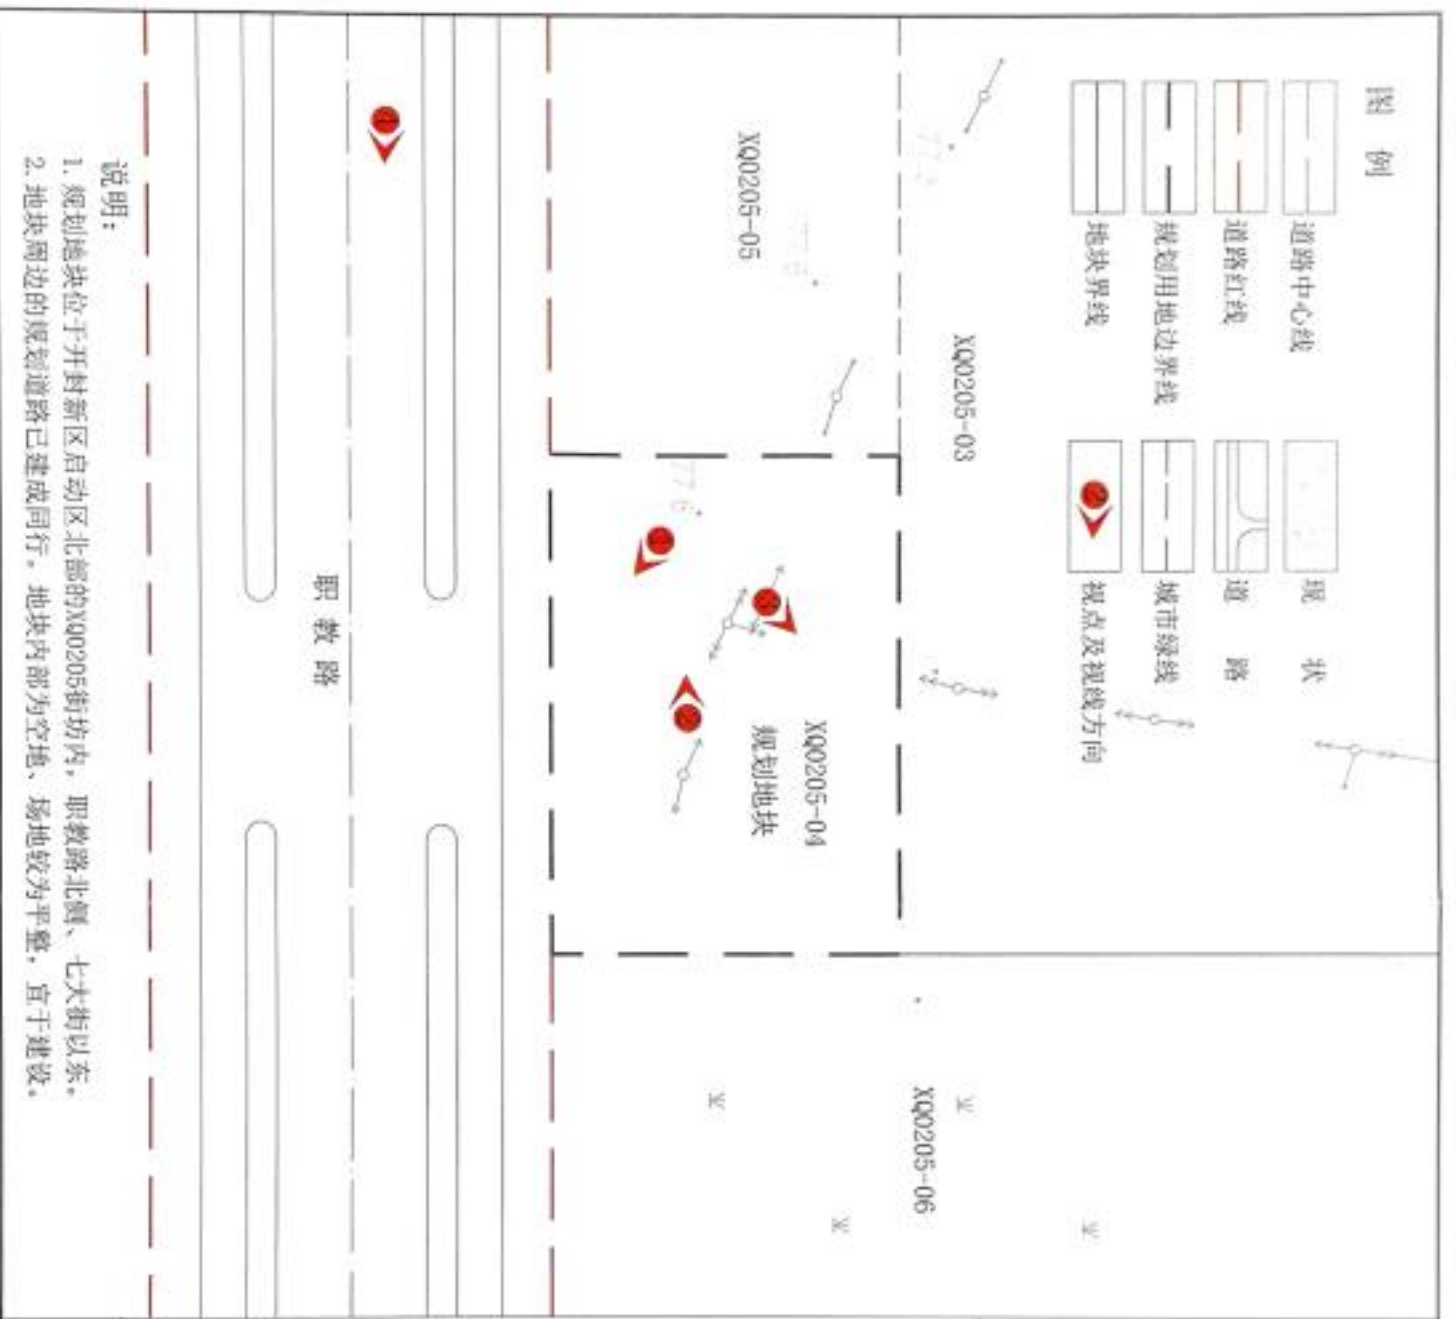 图 例
道路中心线
道路红线
规划用地边界线
地块界线
现 状
道 路
城市绿线
视点及视线方向
XQ0205-03
XQ0205-05
77.6
XQ0205-04
规划地块
XQ0205-06
职 教 路
说明：
1. 规划地块位于开封新区启动区北部的XQ0205街坊内，职教路北侧、七大街以东。
2. 地块周边的规划道路已建成同行。地块内部为空地、场地较为平整，宜于建设。